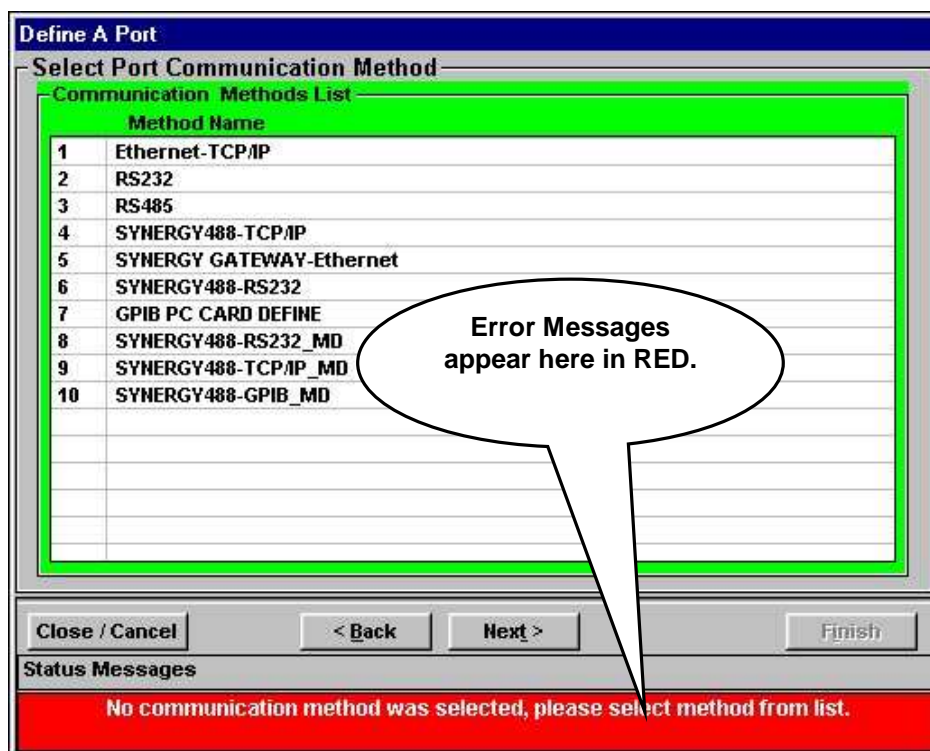 Define A Port
Select Port Communication Method
Communication Methods List
Method Name
1 Ethernet-TCP/IP
2 RS232
3 RS485
4 SYNERGY488-TCP/IP
5 SYNERGY GATEWAY-Ethernet
6 SYNERGY488-RS232
7 GPIB PC CARD DEFINE
8 SYNERGY488-RS232_MD
9 SYNERGY488-TCP/IP_MD
10 SYNERGY488-GPIB_MD
Error Messages
appear here in RED.
Close / Cancel < Back Next > Finish
Status Messages
No communication method was selected, please select method from list.